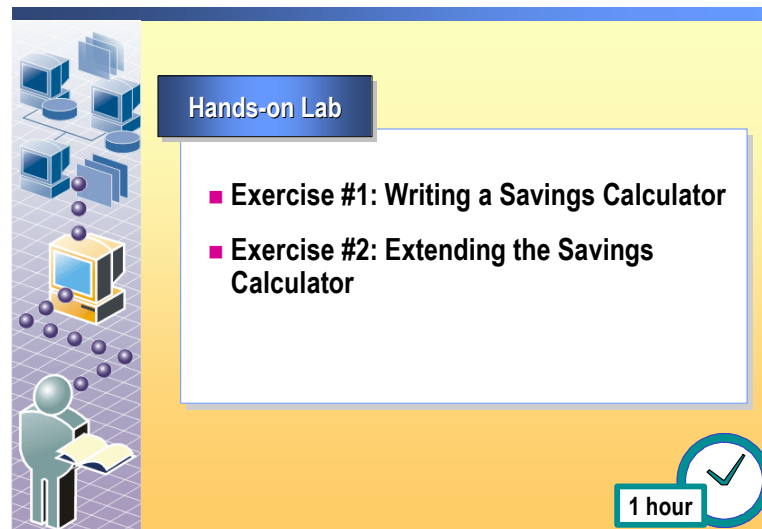 Hands-on Lab
Exercise #1: Writing a Savings Calculator
Exercise #2: Extending the Savings
Calculator
1 hour